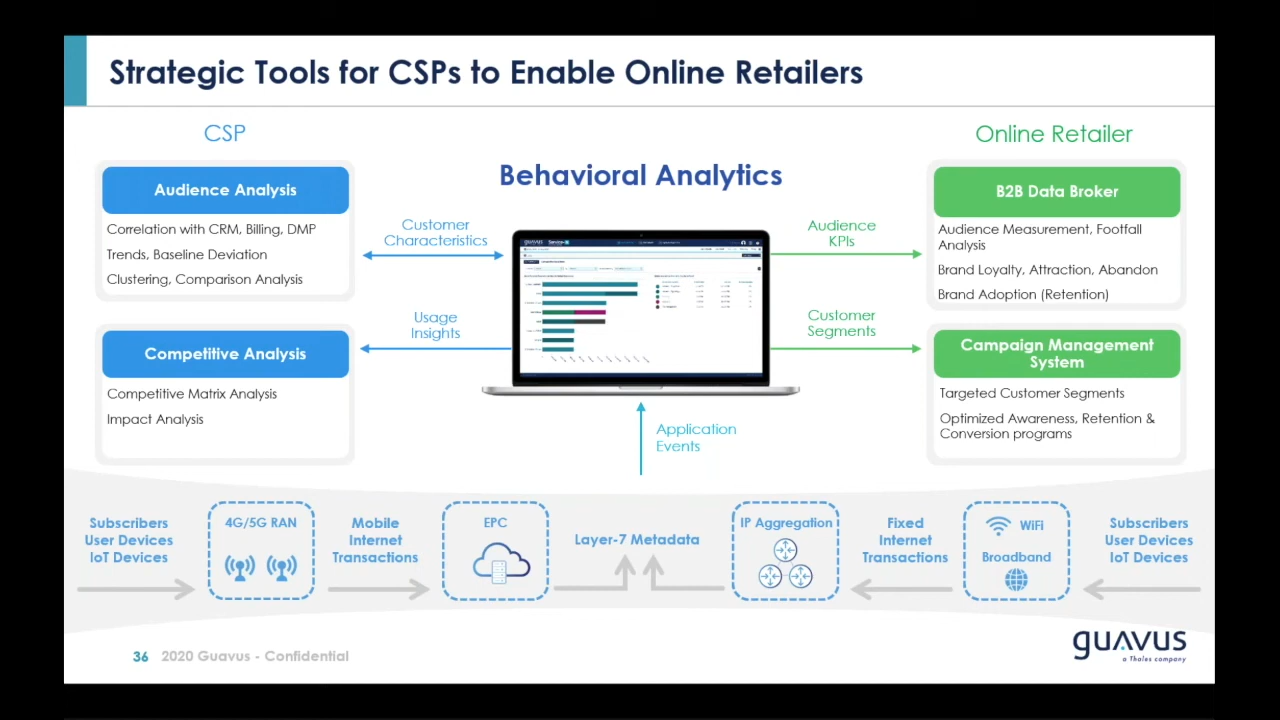 Strategic Tools for CSPs to Enable Online Retailers
CSP
Online Retailer
Behavioral Analytics
Audience Analysis
Correlation with CRM, Billing, DMP
Trends, Baseline Deviation
Clustering, Comparison Analysis
Competitive Analysis
Competitive Matrix Analysis
Impact Analysis
Customer
Characteristics
Usage
Insights
guavus
Audience
KPIs
Customer
Segments
Application
Events
B2B Data Broker
Audience Measurement, Footfall
Analysis
Brand Loyalty, Attraction, Abandon
Brand Adoption (Retention)
Campaign Management
System
Targeted Customer Segments
Optimized Awareness, Retention &
Conversion programs
Subscribers
User Devices
IoT Devices
4G/5G RAN
Mobile
Internet
Transactions
EPC
Layer-7 Metadata
IP Aggregation
Fixed
Internet
Transactions
WiFi
Broadband
Subscribers
User Devices
IoT Devices
36 2020 Guavus - Confidential
guavus
a Thales company